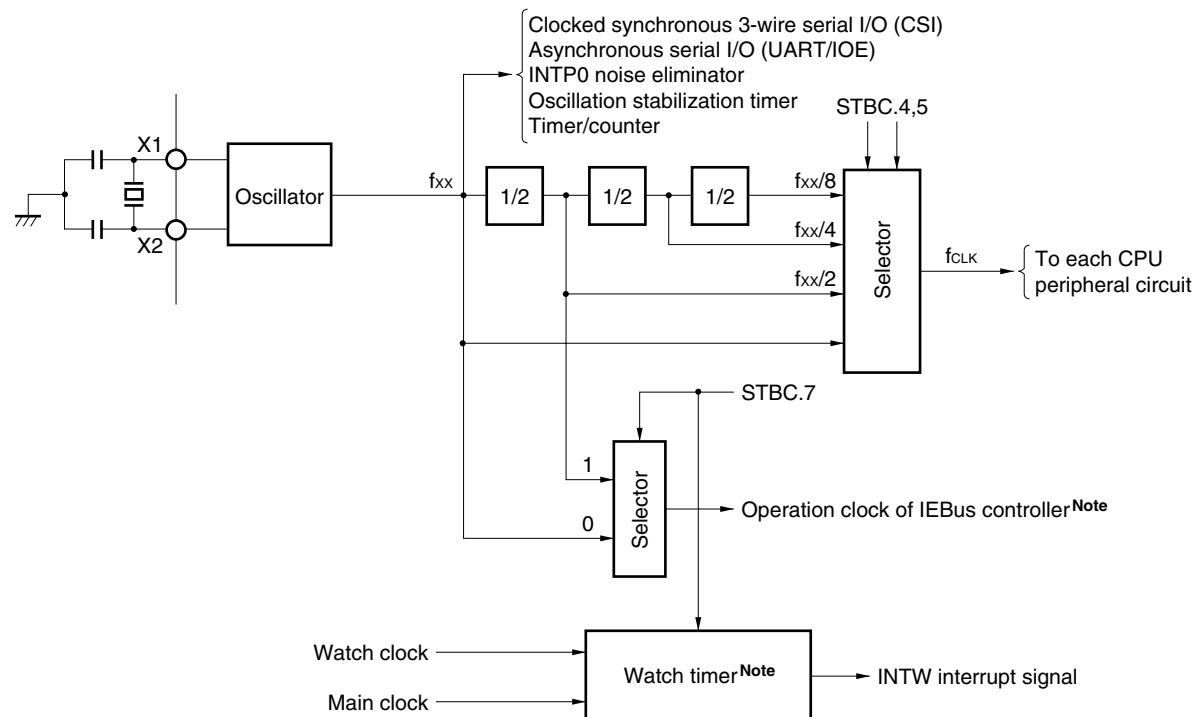 Clocked synchronous 3-wire serial I/O (CSI)
Asynchronous serial I/O (UART/IOE)
INTP0 noise eliminator
Oscillation stabilization timer
Timer/counter
STBC.4,5
X1
X2
Oscillator
fXX
1/2
1/2
1/2
fXX/8
fXX/4
fXX/2
Selector
fCLK
To each CPU
peripheral circuit
STBC.7
1
0
Selector
Operation clock of IEBus controller Note
Watch clock
Main clock
Watch timer Note
INTW interrupt signal